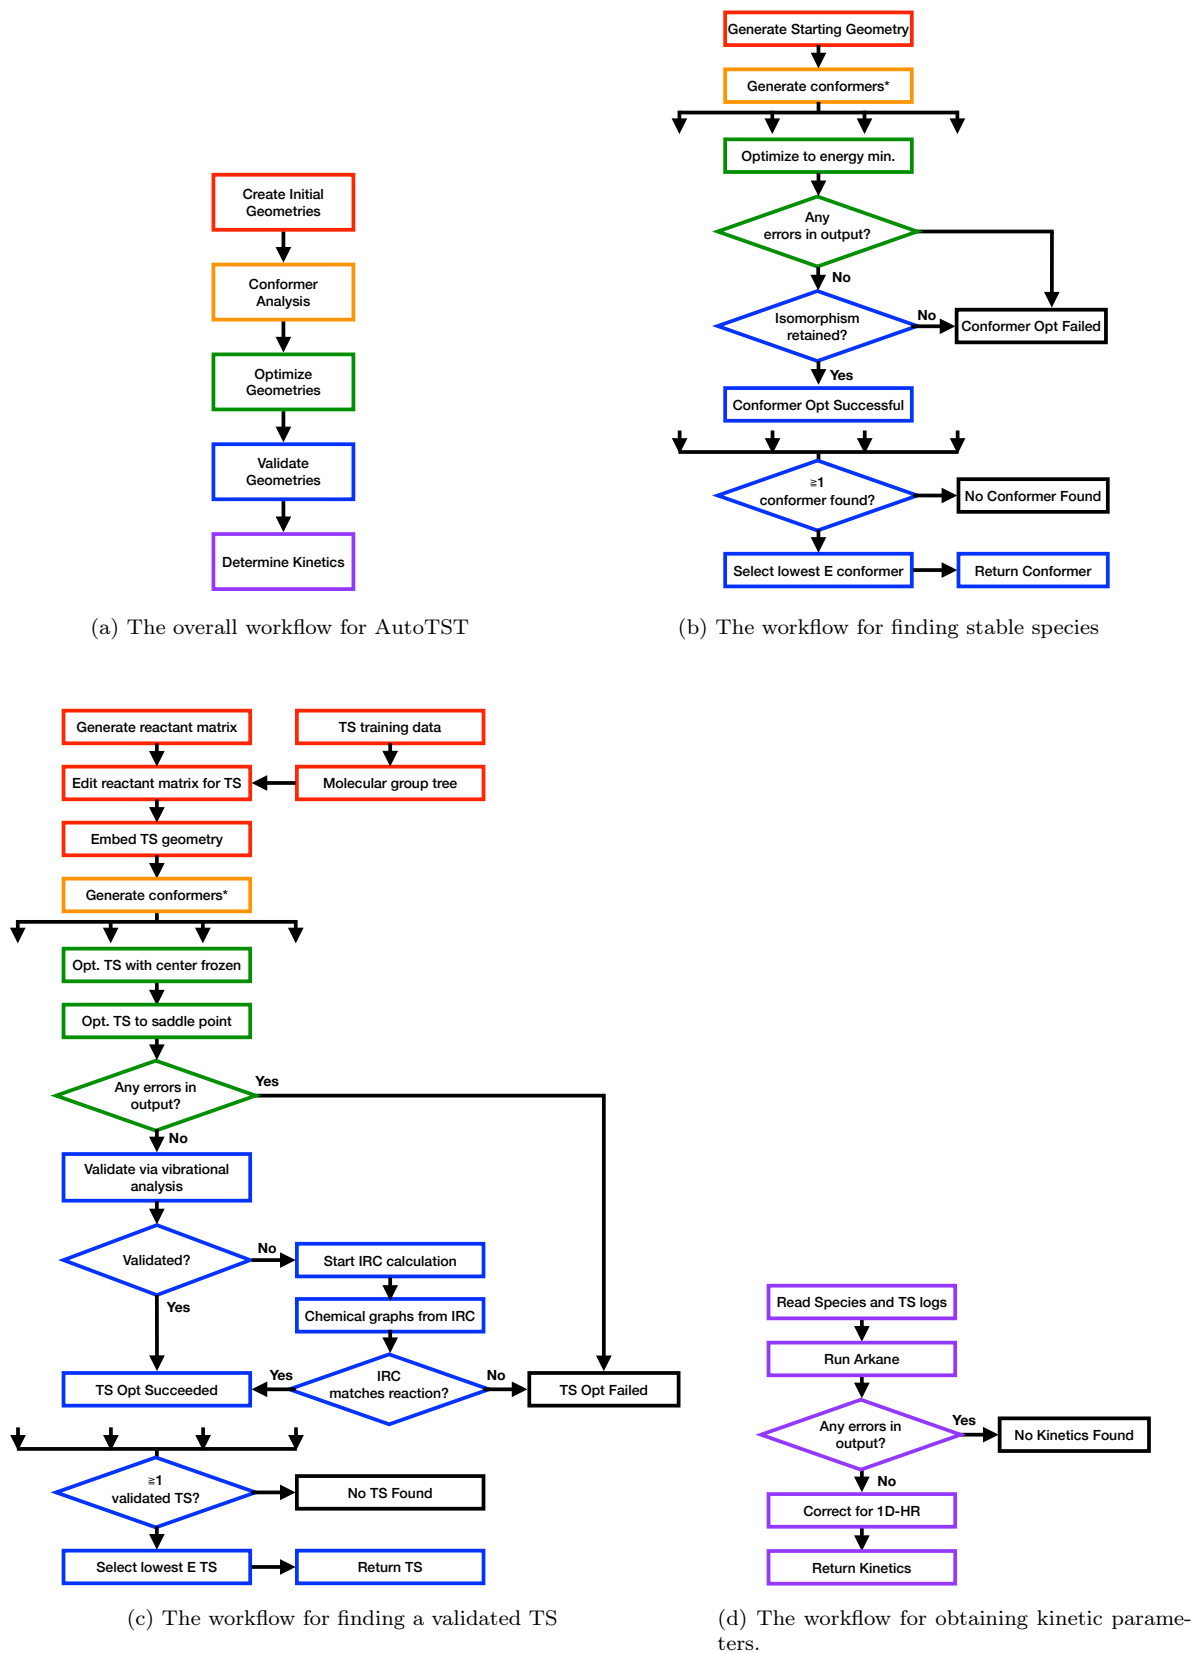 Create Initial
Geometries
Conformer
Analysis
Optimize
Geometries
Validate
Geometries
Determine Kinetics
(a) The overall workflow for AutoTST
Generate Starting Geometry
Generate conformers*
Optimize to energy min.
Any
errors in output?
No
Isomorphism
retained?
No
Conformer Opt Failed
Yes
Conformer Opt Successful
≧1
conformer found?
No Conformer Found
Select lowest E conformer
Return Conformer
(b) The workflow for finding stable species
Generate reactant matrix
TS training data
Edit reactant matrix for TS
Molecular group tree
Embed TS geometry
Generate conformers*
Opt. TS with center frozen
Opt. TS to saddle point
Any errors in
output?
Yes
No
Validate via vibrational
analysis
Validated?
No
Start IRC calculation
Yes
Chemical graphs from IRC
IRC
matches reaction?
Yes
No
TS Opt Succeeded
TS Opt Failed
≧1
validated TS?
No TS Found
Select lowest E TS
Return TS
(c) The workflow for finding a validated TS
Read Species and TS logs
Run Arkane
Any errors in
output?
Yes
No Kinetics Found
No
Correct for 1D-HR
Return Kinetics
(d) The workflow for obtaining kinetic parame-
ters.